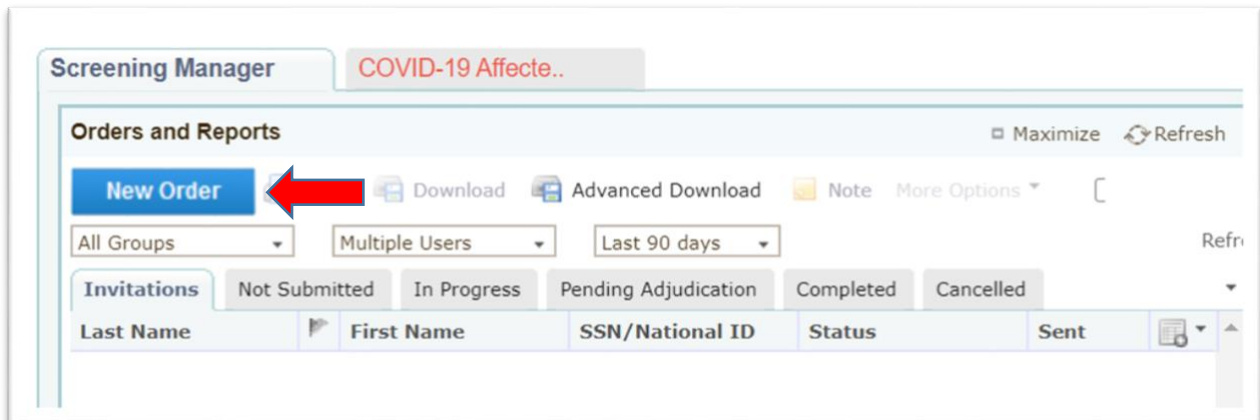 Screening Manager COVID-19 Affecte..
Orders and Reports Maximize Refresh
New Order Download Advanced Download Note More Options
All Groups Multiple Users Last 90 days Refr
Invitations Not Submitted In Progress Pending Adjudication Completed Cancelled
Last Name First Name SSN/National ID Status Sent